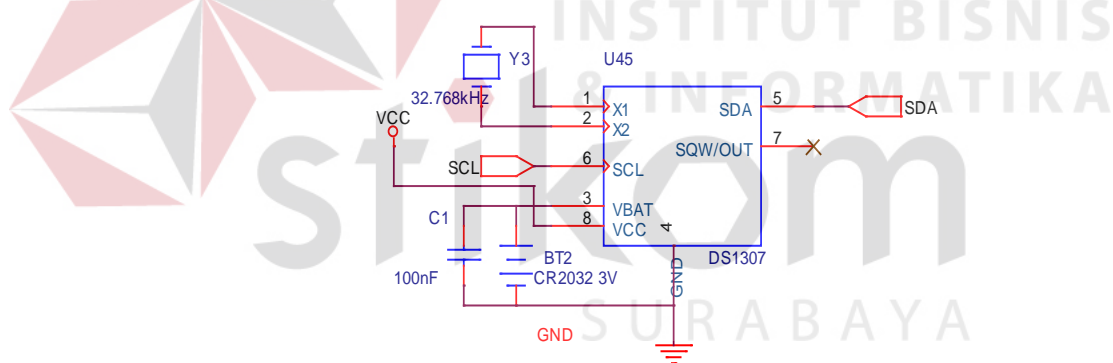 INSTITUT BISNIS
& INFORMATIKA
stikom
SURABAYA
Y3
32.768kHz
VCC
SCL
C1
100nF
BT2
CR2032 3V
GND
U45
1
X1
2
X2
6
SCL
3
VBAT
8
VCC
4
GND
SDA
5
SDA
SQW/OUT
7
DS1307